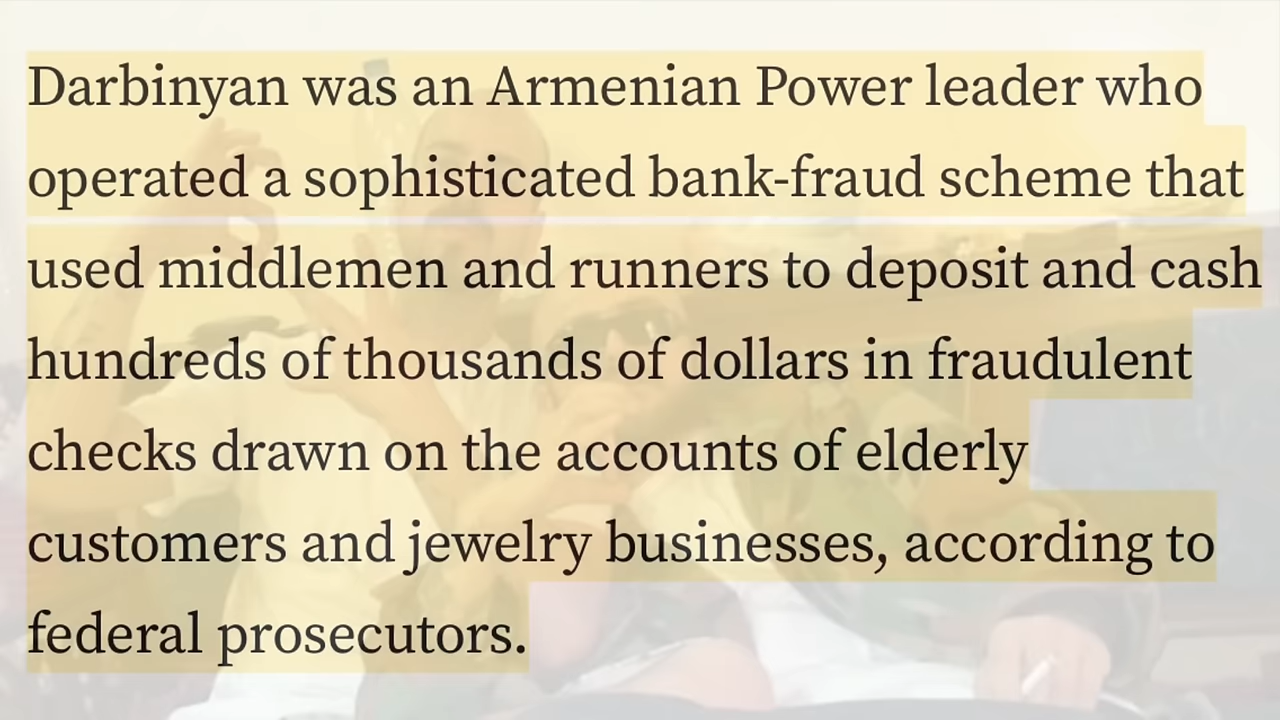 Darbinyan was an Armenian Power leader who
operated a sophisticated bank-fraud scheme that
used middlemen and runners to deposit and cash
hundreds of thousands of dollars in fraudulent
checks drawn on the accounts of elderly
customers and jewelry businesses, according to
federal prosecutors.